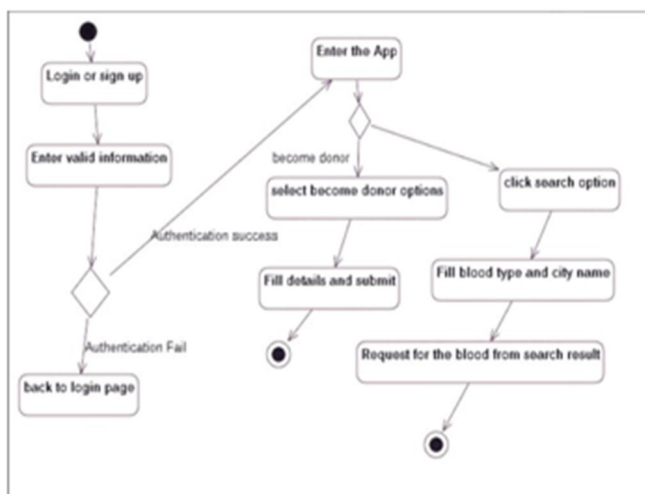 Login or sign up
Enter valid information
Authentication success
Authentication Fail
back to login page
Enter the App
become donor
select become donor options
Fill details and submit
click search option
Fill blood type and city name
Request for the blood from search result